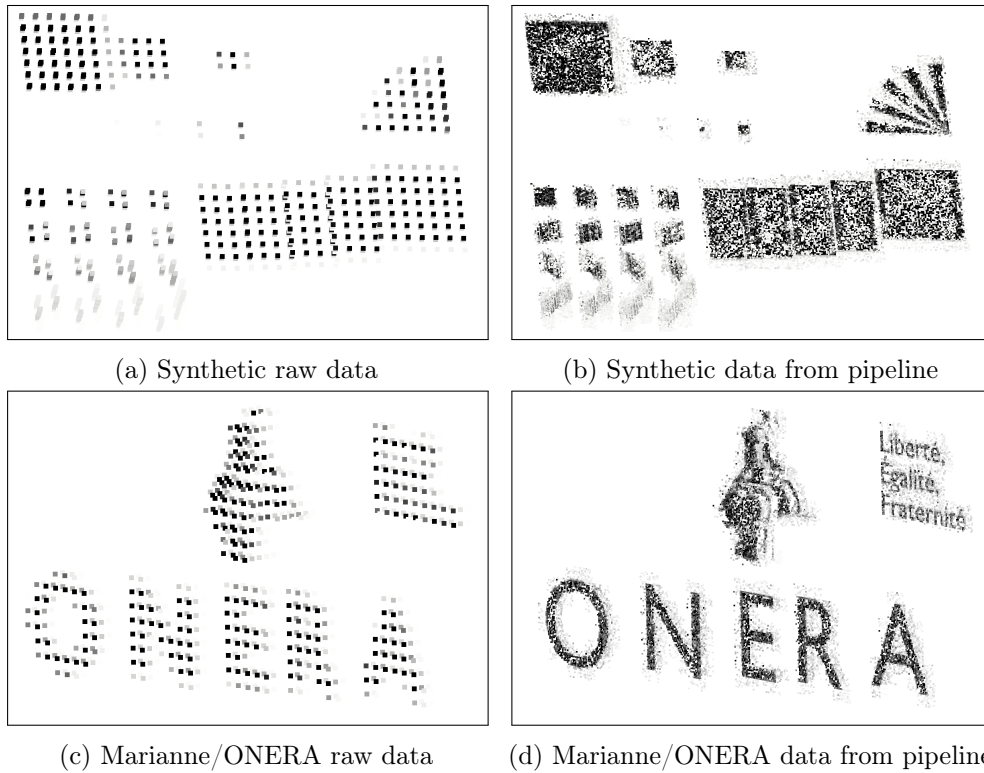 (a) Synthetic raw data
(b) Synthetic data from pipeline
ONERA
(c) Marianne/ONERA raw data
Liberté,
Égalité,
Fraternité
ONERA
(d) Marianne/ONERA data from pipeline